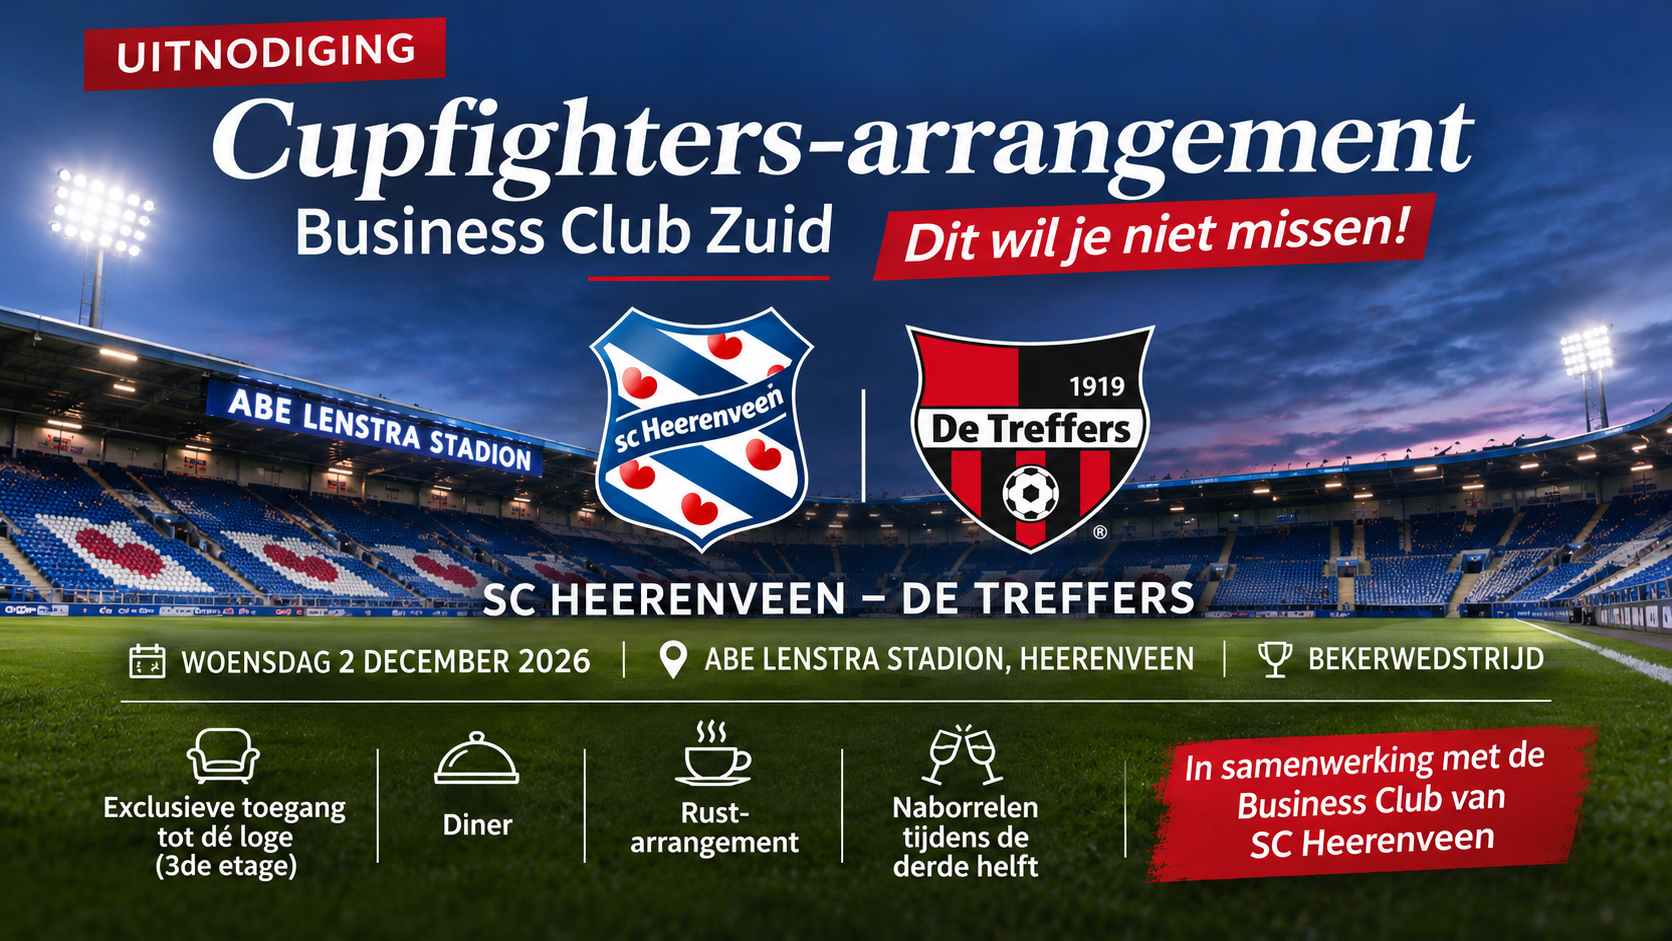 UITNODIGING
Cupfighters-arrangement
Business Club Zuid
Dit wil je niet missen!
ABE LENSTRA STADION
sc Heerenveen
1919
De Treffers
®
SC HEERENVEEN – DE TREFFERS
WOENSDAG 2 DECEMBER 2026
ABE LENSTRA STADION, HEERENVEEN
BEKERWEDSTRIJD
Exclusieve toegang
tot dé loge
(3de etage)
Diner
Rust-
arrangement
Naborrelen
tijdens de
derde helft
In samenwerking met de
Business Club van
SC Heerenveen